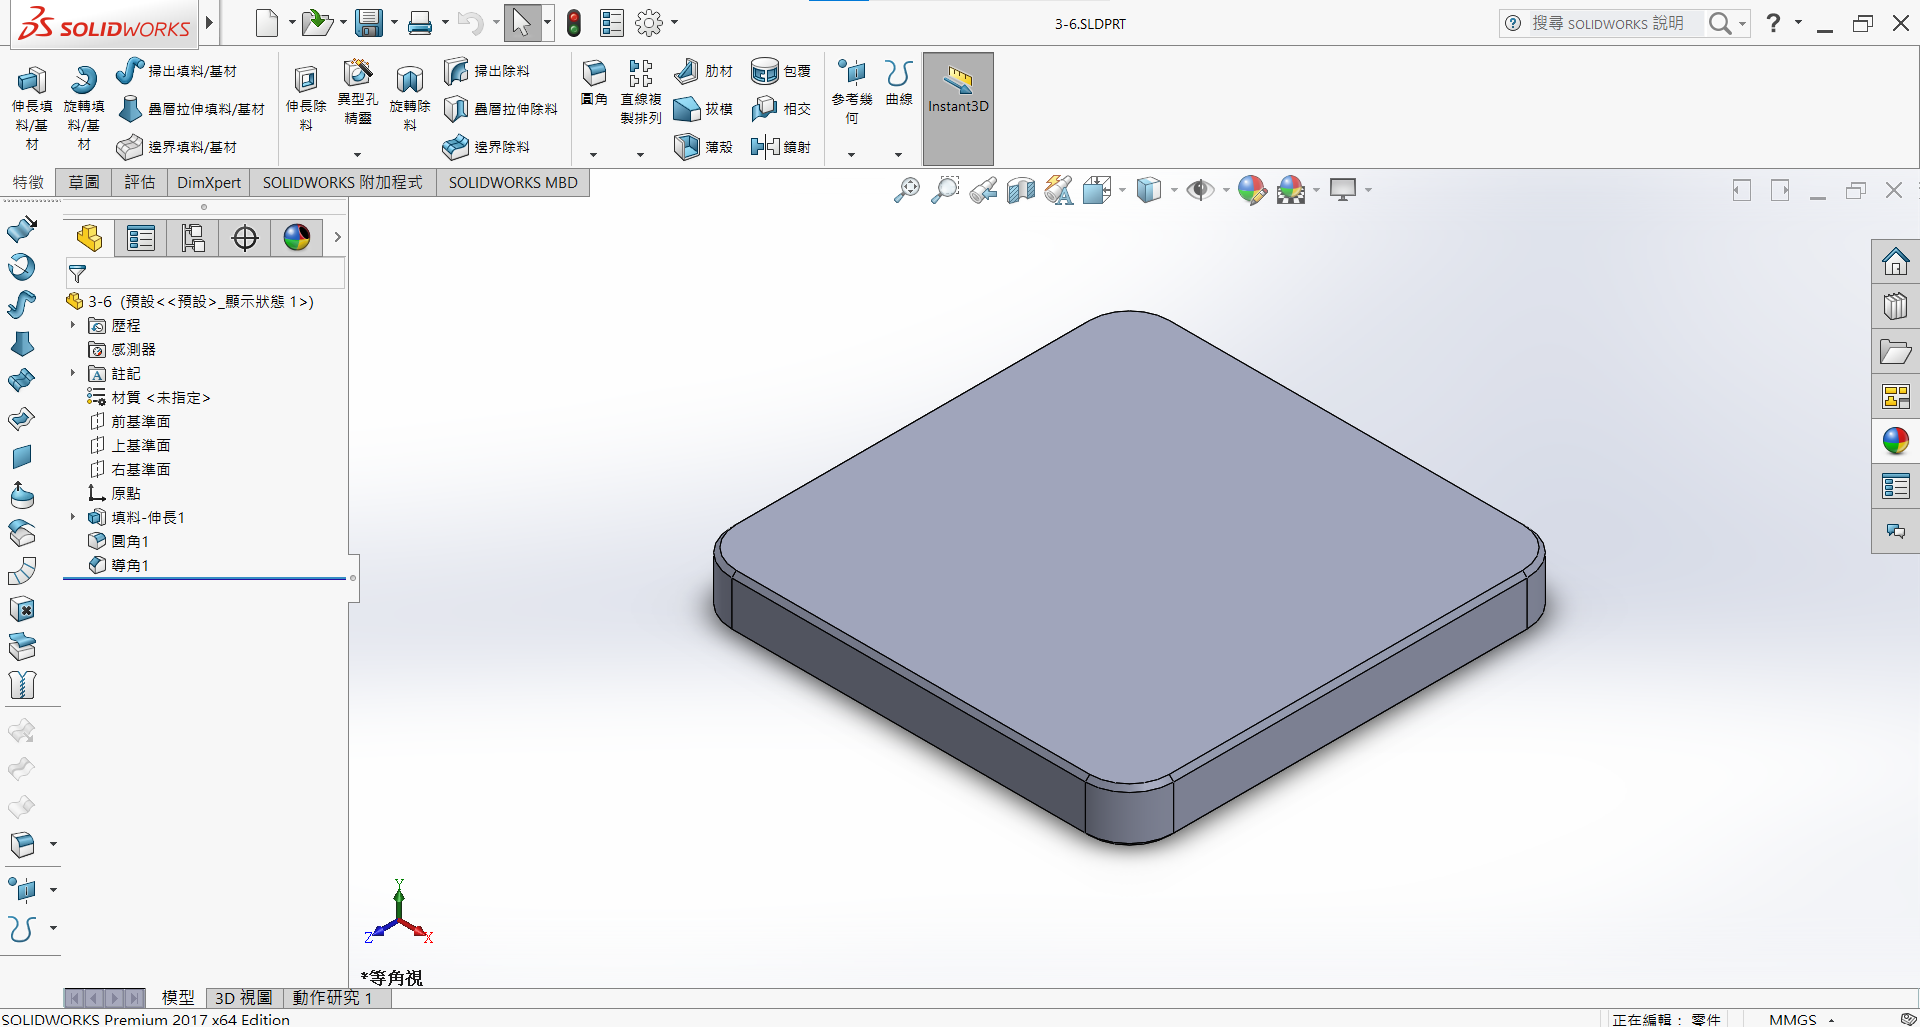 SOLIDWORKS
3-6.SLDPRT
搜尋 SOLIDWORKS 說明
伸長填料/基材
旋轉填料/基材
掃出填料/基材
疊層拉伸填料/基材
邊界填料/基材
伸長除料
異型孔精靈
旋轉除料
掃出除料
疊層拉伸除料
邊界除料
圓角
直線複製排列
肋材
拔模
薄殼
包覆
相交
鏡射
參考幾何
曲線
Instant3D
特徵
草圖
評估
DimXpert
SOLIDWORKS 附加程式
SOLIDWORKS MBD
3-6 (預設<<預設>_顯示狀態 1>)
歷程
感測器
註記
材質 <未指定>
前基準面
上基準面
右基準面
原點
填料-伸長1
圓角1
導角1
Y
Z
X
*等角視
模型
3D 視圖
動作研究 1
SOLIDWORKS Premium 2017 x64 Edition
正在編輯： 零件
MMGS